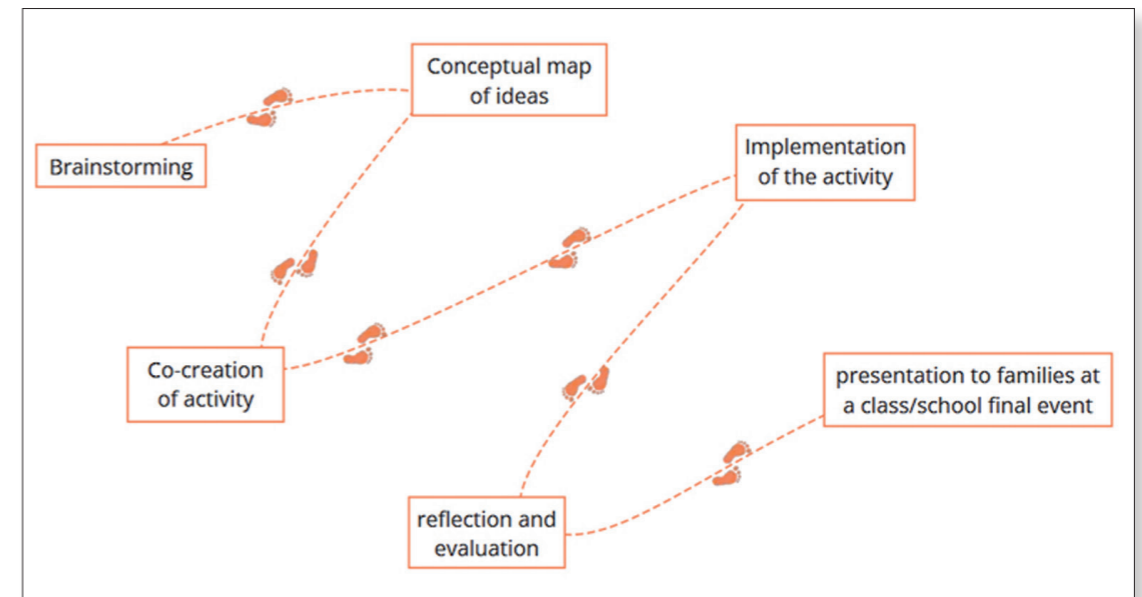 Brainstorming
Conceptual map
of ideas
Co-creation
of activity
Implementation
of the activity
reflection and
evaluation
presentation to families at
a class/school final event